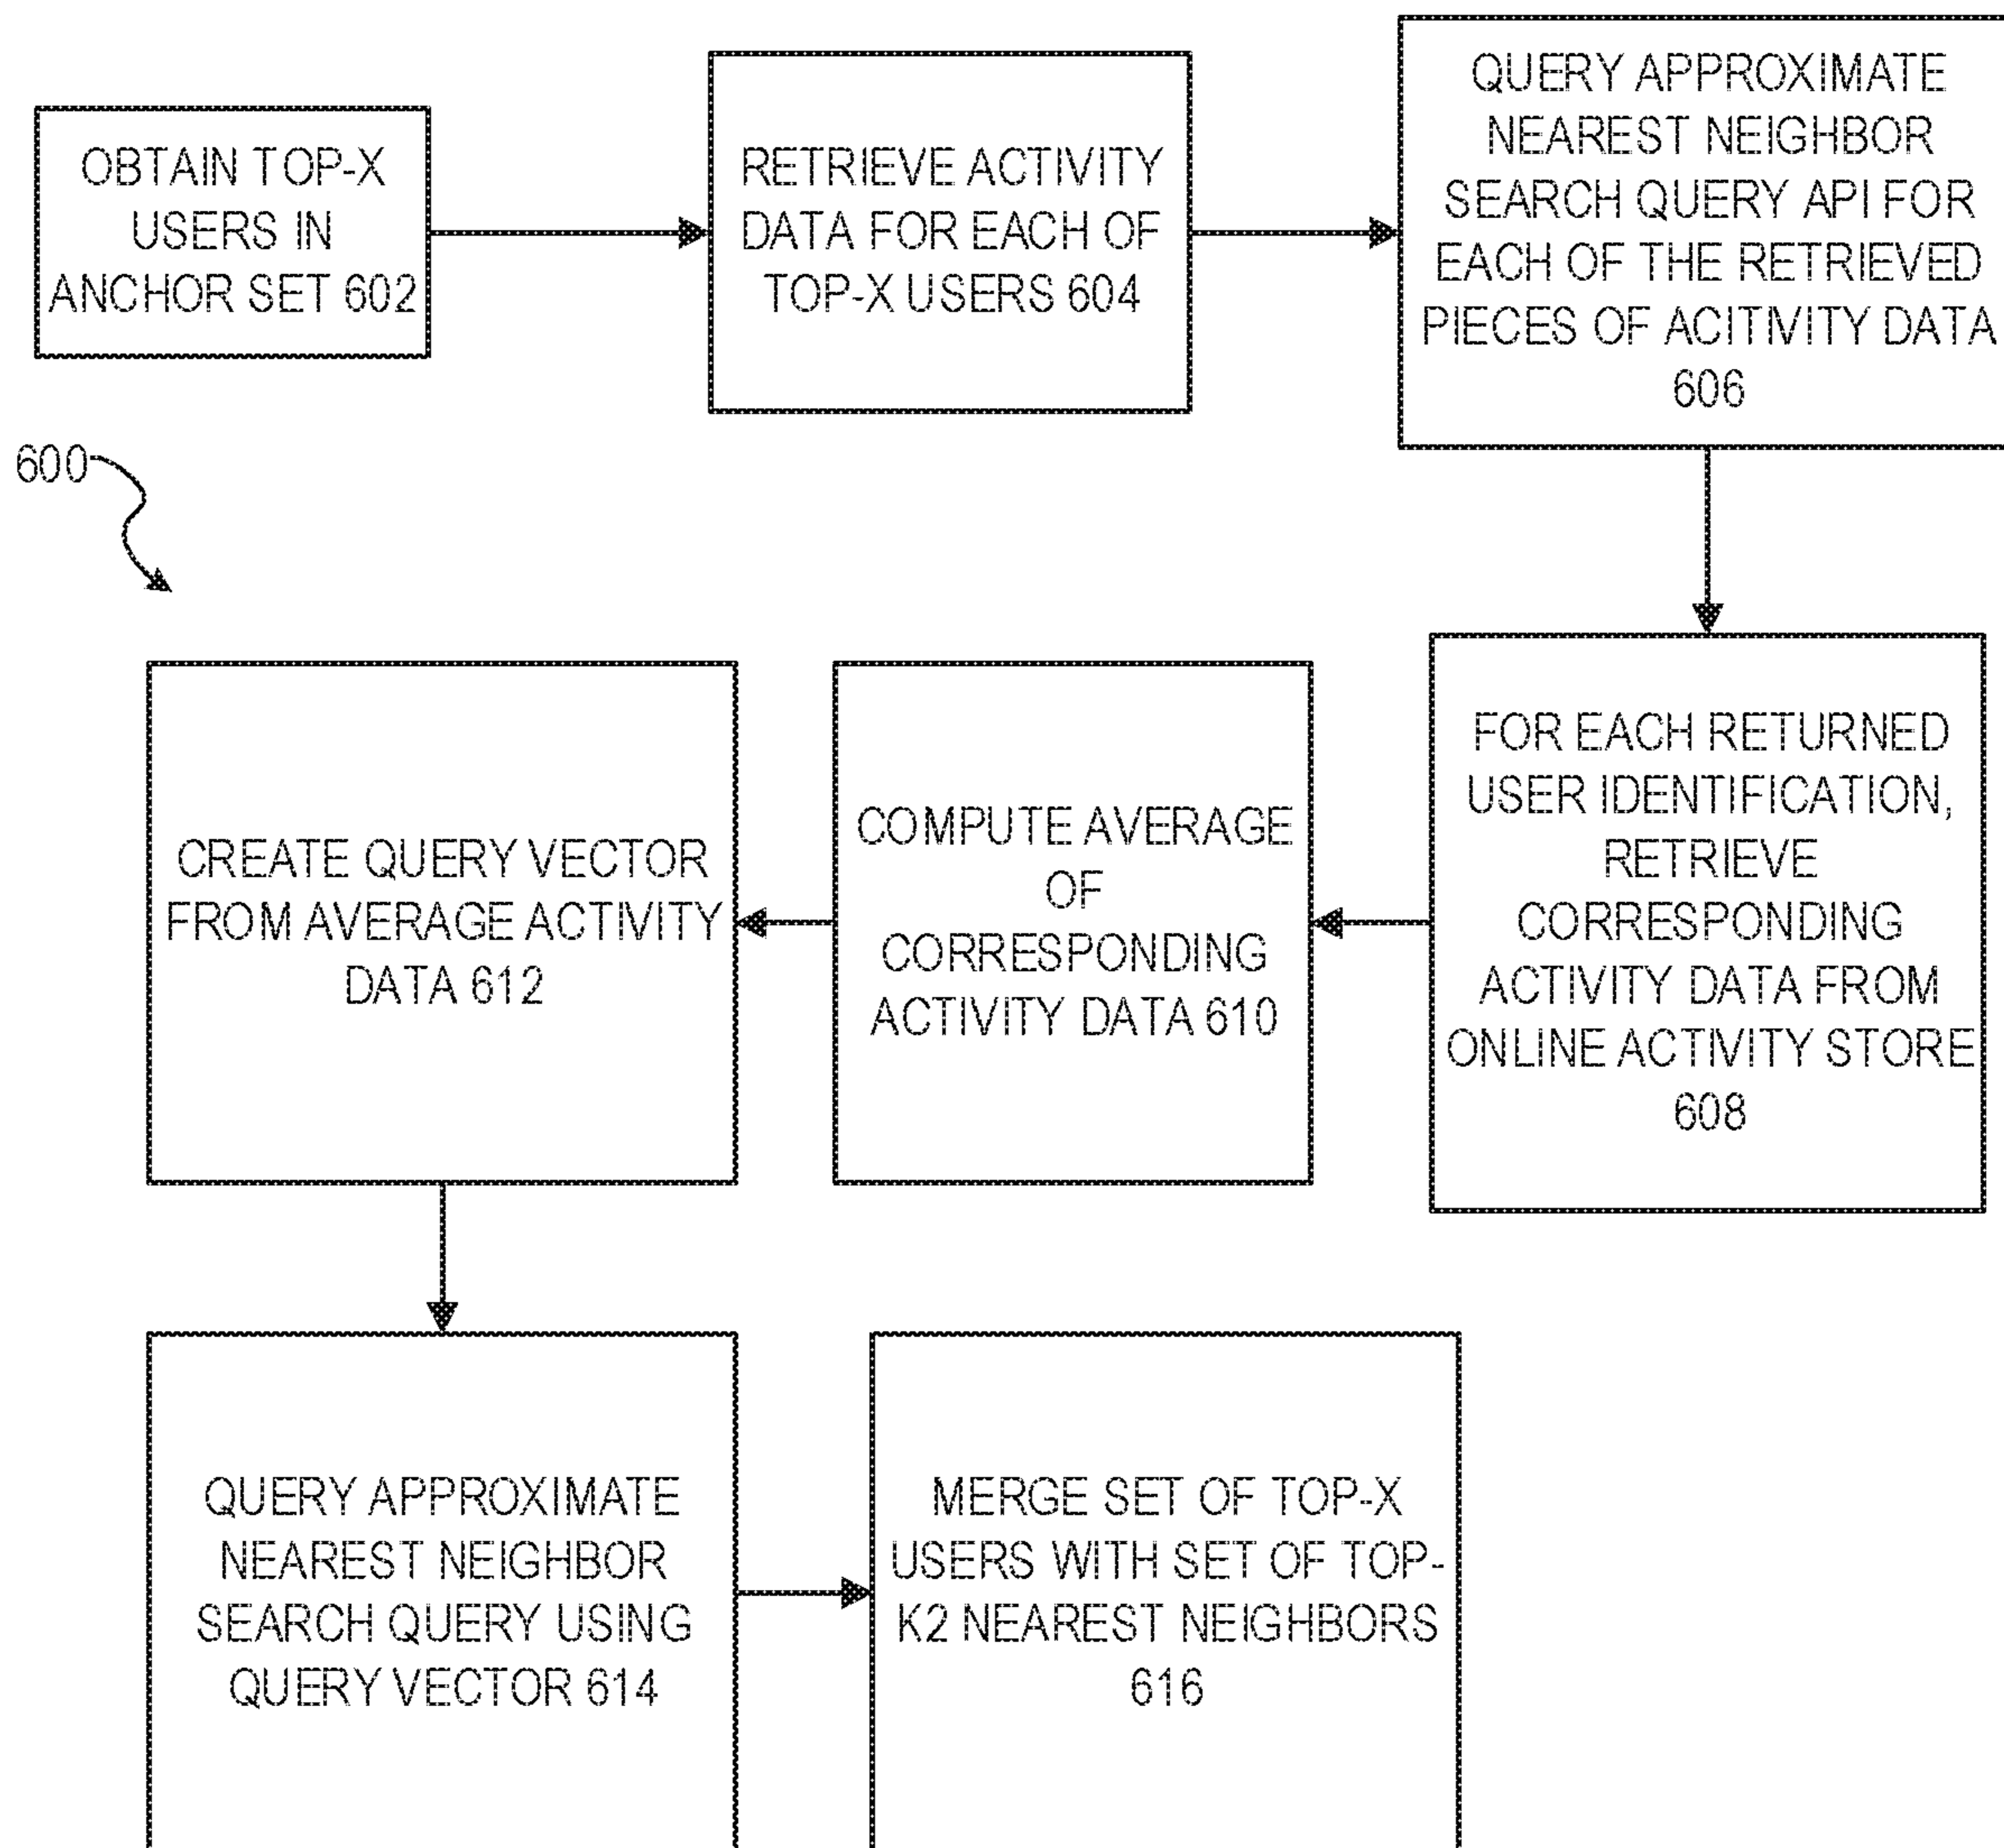 OBTAIN TOP-X
USERS IN
ANCHOR SET 602
RETRIEVE ACTIVITY
DATA FOR EACH OF
TOP-X USERS 604
QUERY APPROXIMATE
NEAREST NEIGHBOR
SEARCH QUERY API FOR
EACH OF THE RETRIEVED
PIECES OF ACITIVITY DATA
606
600
FOR EACH RETURNED
USER IDENTIFICATION,
RETRIEVE
CORRESPONDING
ACTIVITY DATA FROM
ONLINE ACTIVITY STORE
608
COMPUTE AVERAGE
OF
CORRESPONDING
ACTIVITY DATA 610
CREATE QUERY VECTOR
FROM AVERAGE ACTIVITY
DATA 612
QUERY APPROXIMATE
NEAREST NEIGHBOR
SEARCH QUERY USING
QUERY VECTOR 614
MERGE SET OF TOP-X
USERS WITH SET OF TOP-
K2 NEAREST NEIGHBORS
616